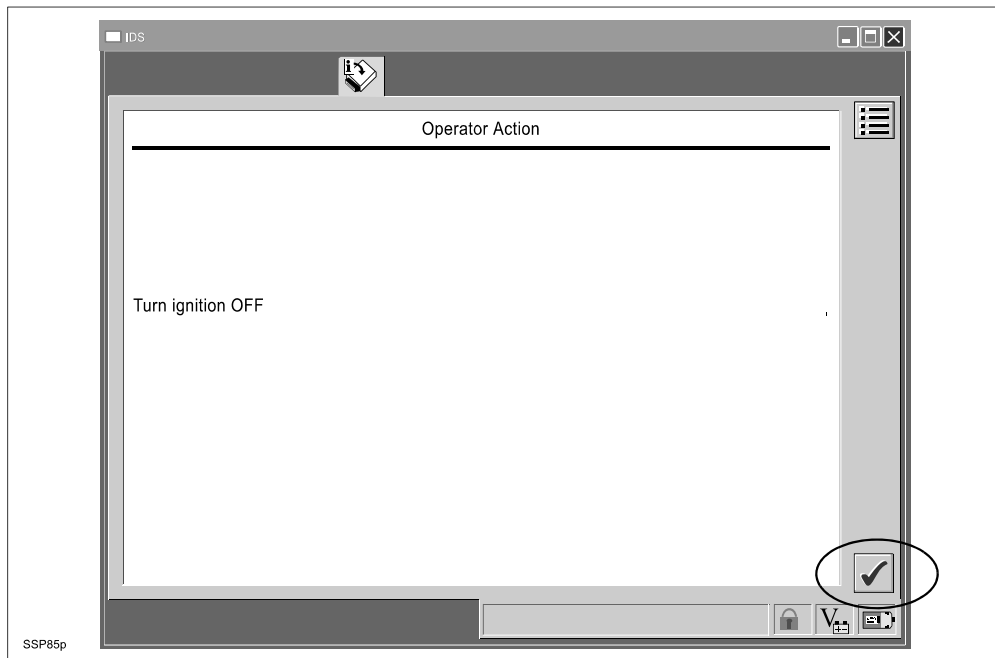 IDS
Operator Action
Turn ignition OFF
V
SSP85p